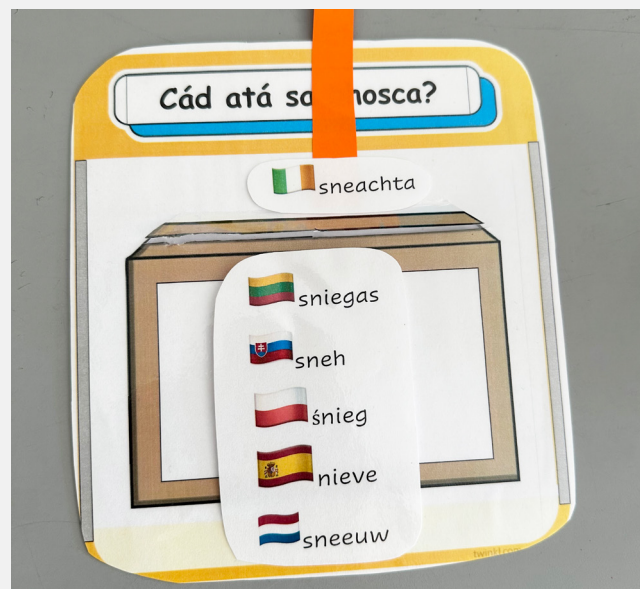 Cád atá sa
sneachta
sniegas
sneh
śnieg
nieve
sneeuw